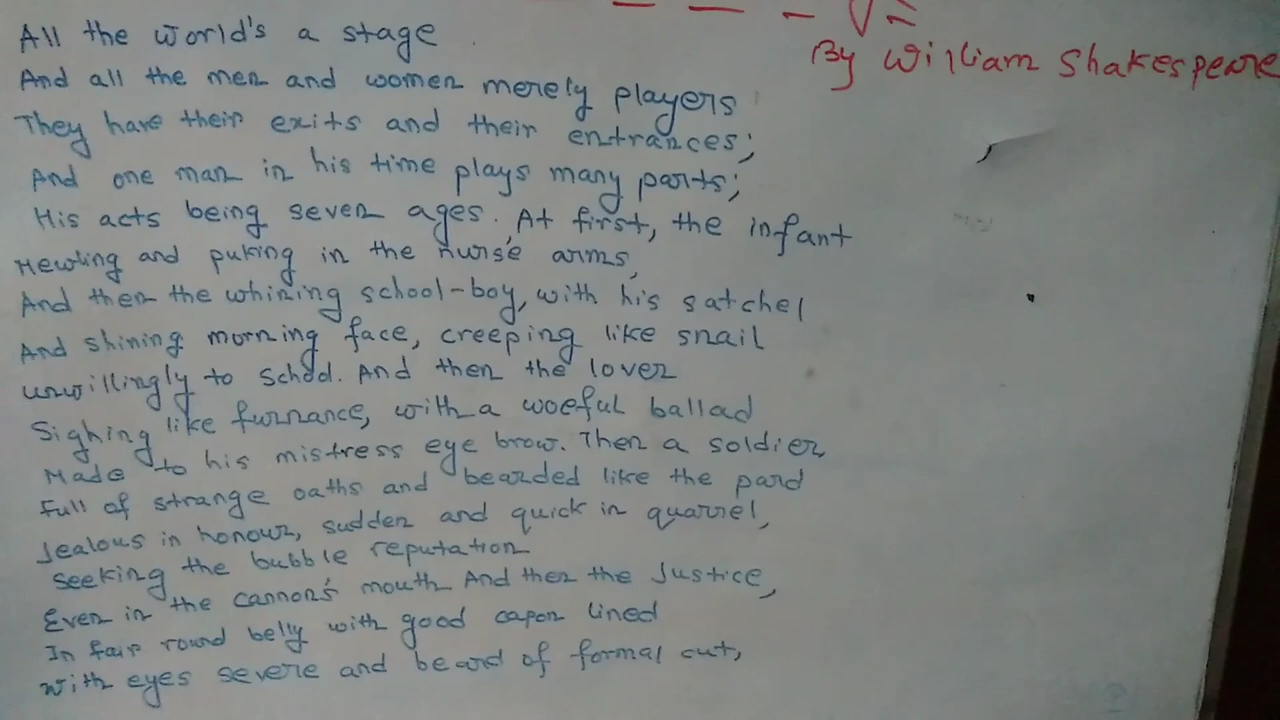 By William Shakespeare
All the world's a stage
And all the men and women merely players
They have their exits and their entrances;
And one man in his time plays many parts;
His acts being seven ages. At first, the infant
Mewling and puking in the nurse's arms,
And then the whining school-boy, with his satchel
And shining morning face, creeping like snail
unwillingly to school. And then the lover
Sighing like furnance, with a woeful ballad
Made to his mistress eye brow. Then a soldier,
Full of strange oaths and bearded like the pard
Jealous in honour, sudden and quick in quarrel,
Seeking the bubble reputation
Even in the cannon's mouth And then the Justice,
In fair round belly with good capon lined
With eyes severe and beard of formal cut,